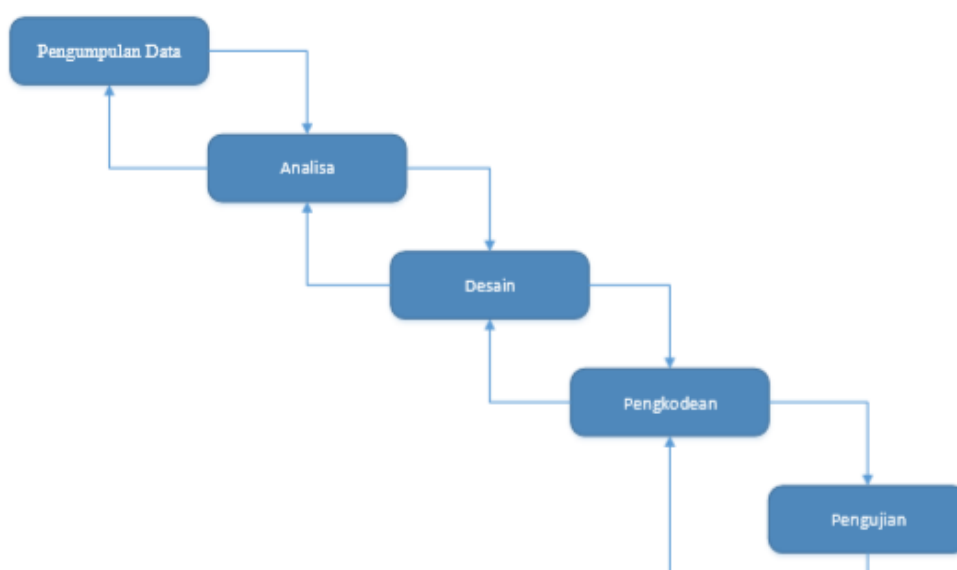 Pengumpulan Data
Analisa
Desain
Pengkodean
Pengujian